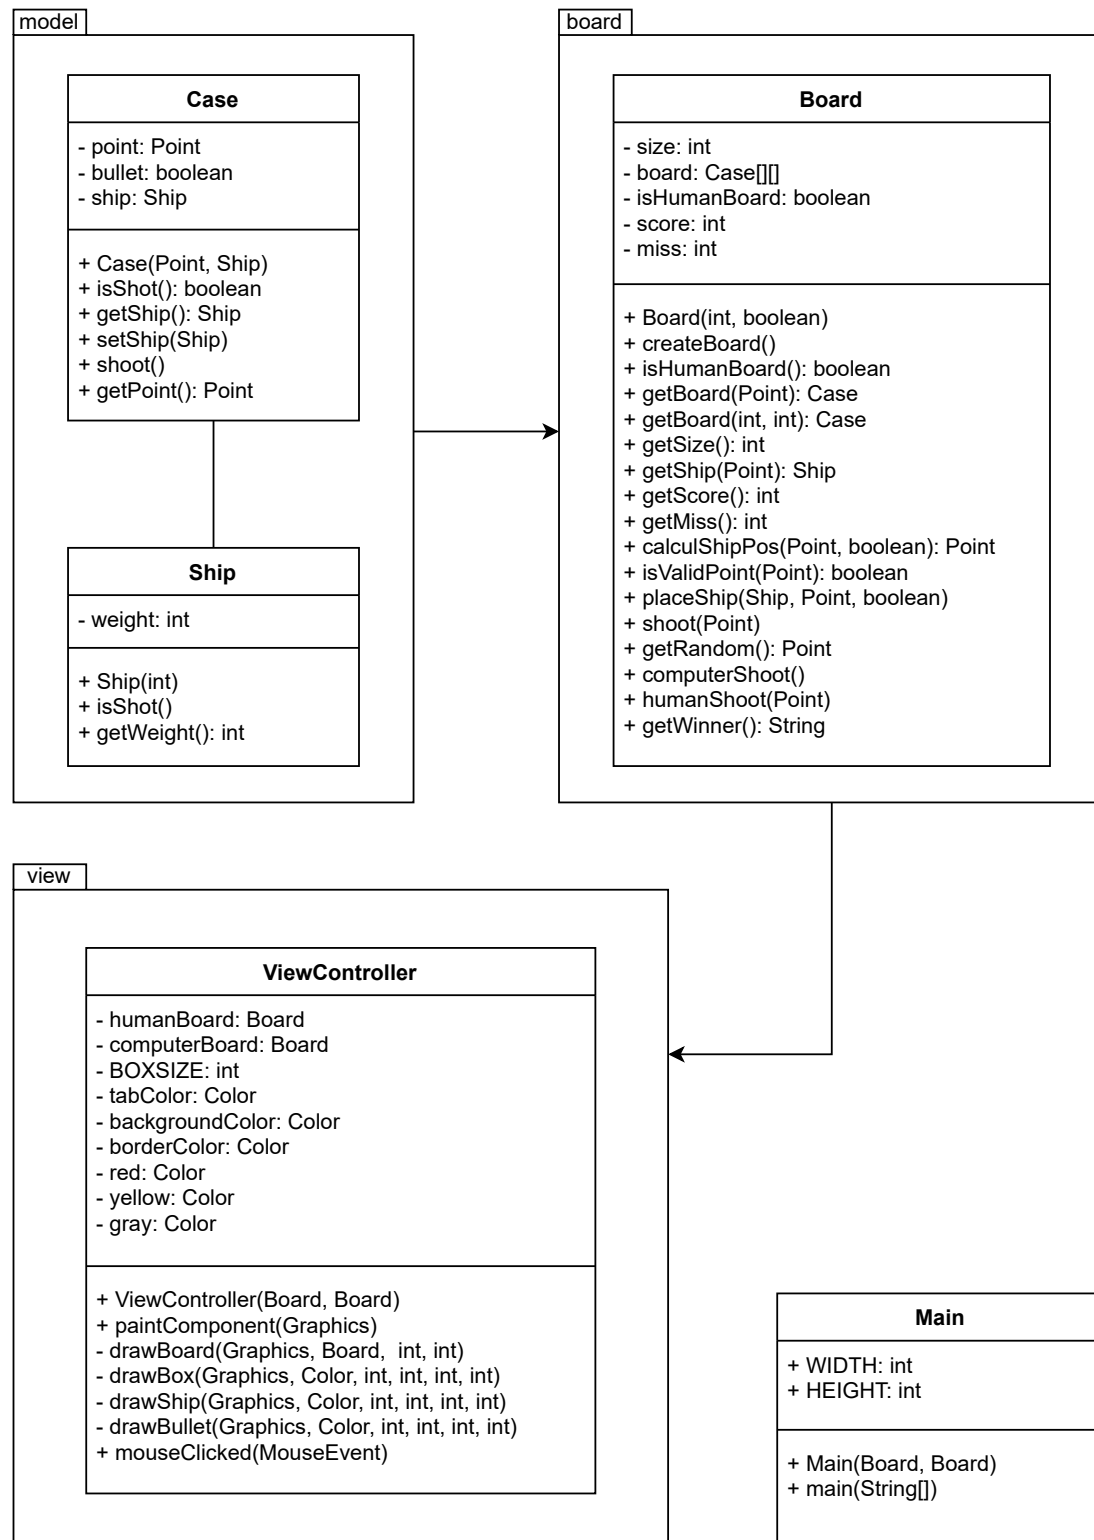 model
Case
- point: Point
- bullet: boolean
- ship: Ship
+ Case(Point, Ship)
+ isShot(): boolean
+ getShip(): Ship
+ setShip(Ship)
+ shoot()
+ getPoint(): Point
Ship
- weight: int
+ Ship(int)
+ isShot()
+ getWeight(): int
board
Board
- size: int
- board: Case[][]
- isHumanBoard: boolean
- score: int
- miss: int
+ Board(int, boolean)
+ createBoard()
+ isHumanBoard(): boolean
+ getBoard(Point): Case
+ getBoard(int, int): Case
+ getSize(): int
+ getShip(Point): Ship
+ getScore(): int
+ getMiss(): int
+ calculShipPos(Point, boolean): Point
+ isValidPoint(Point): boolean
+ placeShip(Ship, Point, boolean)
+ shoot(Point)
+ getRandom(): Point
+ computerShoot()
+ humanShoot(Point)
+ getWinner(): String
view
ViewController
- humanBoard: Board
- computerBoard: Board
- BOXSIZE: int
- tabColor: Color
- backgroundColor: Color
- borderColor: Color
- red: Color
- yellow: Color
- gray: Color
+ ViewController(Board, Board)
+ paintComponent(Graphics)
- drawBoard(Graphics, Board, int, int)
- drawBox(Graphics, Color, int, int, int, int)
- drawShip(Graphics, Color, int, int, int, int)
- drawBullet(Graphics, Color, int, int, int, int)
+ mouseClicked(MouseEvent)
Main
+ WIDTH: int
+ HEIGHT: int
+ Main(Board, Board)
+ main(String[])